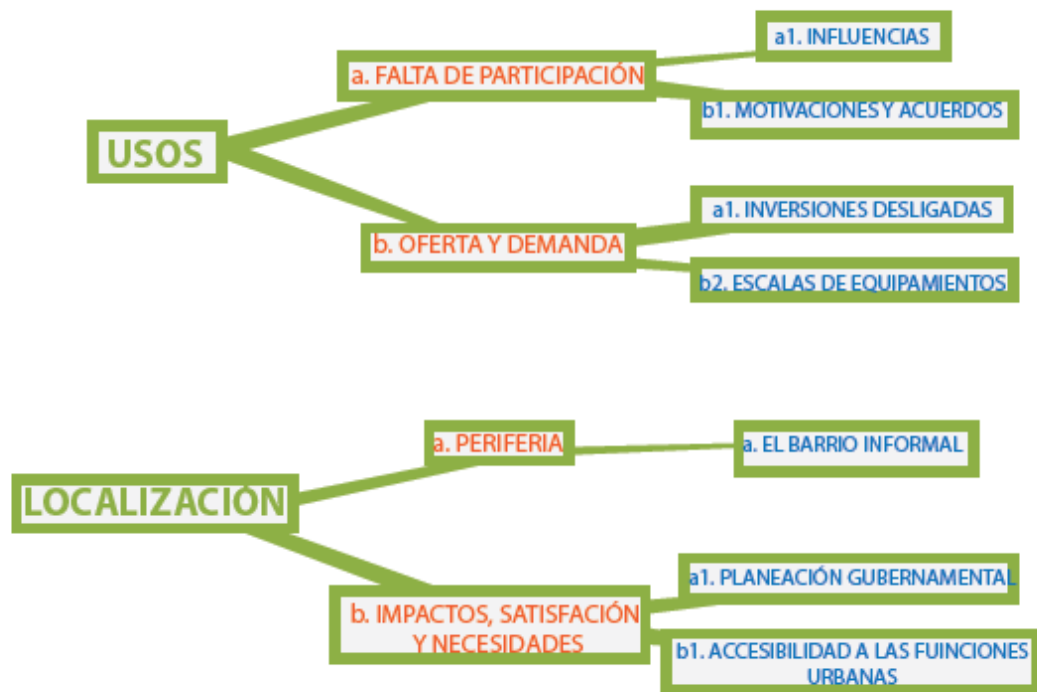 USOS
a. FALTA DE PARTICIPACIÓN
a1. INFLUENCIAS
b1. MOTIVACIONES Y ACUERDOS
b. OFERTA Y DEMANDA
a1. INVERSIONES DESLIGADAS
b2. ESCALAS DE EQUIPAMIENTOS
LOCALIZACIÓN
a. PERIFERIA
a. EL BARRIO INFORMAL
b. IMPACTOS, SATISFACCIÓN
Y NECESIDADES
a1. PLANEACIÓN GUBERNAMENTAL
b1. ACCESIBILIDAD A LAS FUINCIONES
URBANAS